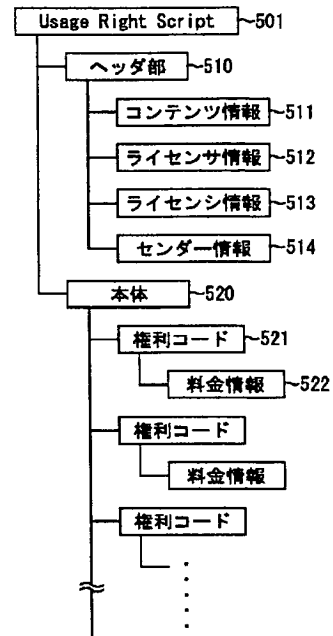 Usage Right Script ~501
ヘッダ部 ~510
コンテンツ情報 ~511
ライセンサ情報 ~512
ライセンシ情報 ~513
センダー情報 ~514
本体 ~520
権利コード ~521
料金情報 ~522
権利コード
料金情報
権利コード